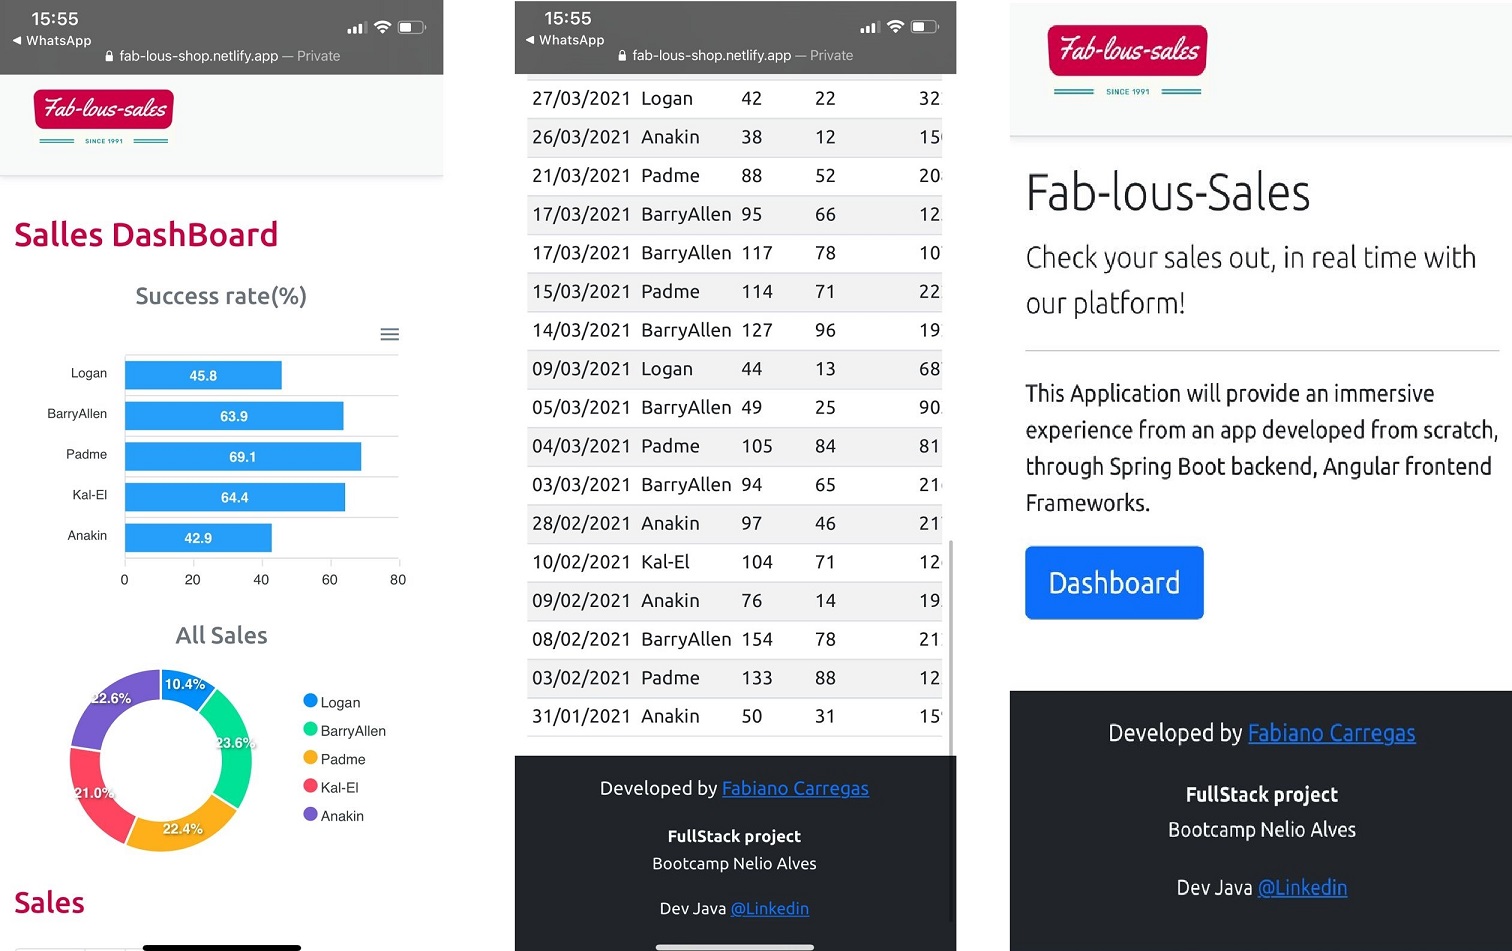 15:55
◀ WhatsApp
fab-lous-shop.netlify.app — Private
Fab-lous-sales
SINCE 1991
Salles DashBoard
Success rate(%)
Logan 45.8
BarryAllen 63.9
Padme 69.1
Kal-El 64.4
Anakin 42.9
0 20 40 60 80
All Sales
10.4%
22.6%
23.6%
21.0%
22.4%
Logan
BarryAllen
Padme
Kal-El
Anakin
Sales
15:55
◀ WhatsApp
fab-lous-shop.netlify.app — Private
27/03/2021 Logan 42 22 32
26/03/2021 Anakin 38 12 15
21/03/2021 Padme 88 52 20
17/03/2021 BarryAllen 95 66 12
17/03/2021 BarryAllen 117 78 10
15/03/2021 Padme 114 71 22
14/03/2021 BarryAllen 127 96 19
09/03/2021 Logan 44 13 68
05/03/2021 BarryAllen 49 25 90
04/03/2021 Padme 105 84 81
03/03/2021 BarryAllen 94 65 21
28/02/2021 Anakin 97 46 21
10/02/2021 Kal-El 104 71 12
09/02/2021 Anakin 76 14 19
08/02/2021 BarryAllen 154 78 21
03/02/2021 Padme 133 88 12
31/01/2021 Anakin 50 31 15
Developed by Fabiano Carregas
FullStack project
Bootcamp Nelio Alves
Dev Java @Linkedin
Fab-lous-sales
SINCE 1991
Fab-lous-Sales
Check your sales out, in real time with
our platform!
This Application will provide an immersive
experience from an app developed from scratch,
through Spring Boot backend, Angular frontend
Frameworks.
Dashboard
Developed by Fabiano Carregas
FullStack project
Bootcamp Nelio Alves
Dev Java @Linkedin